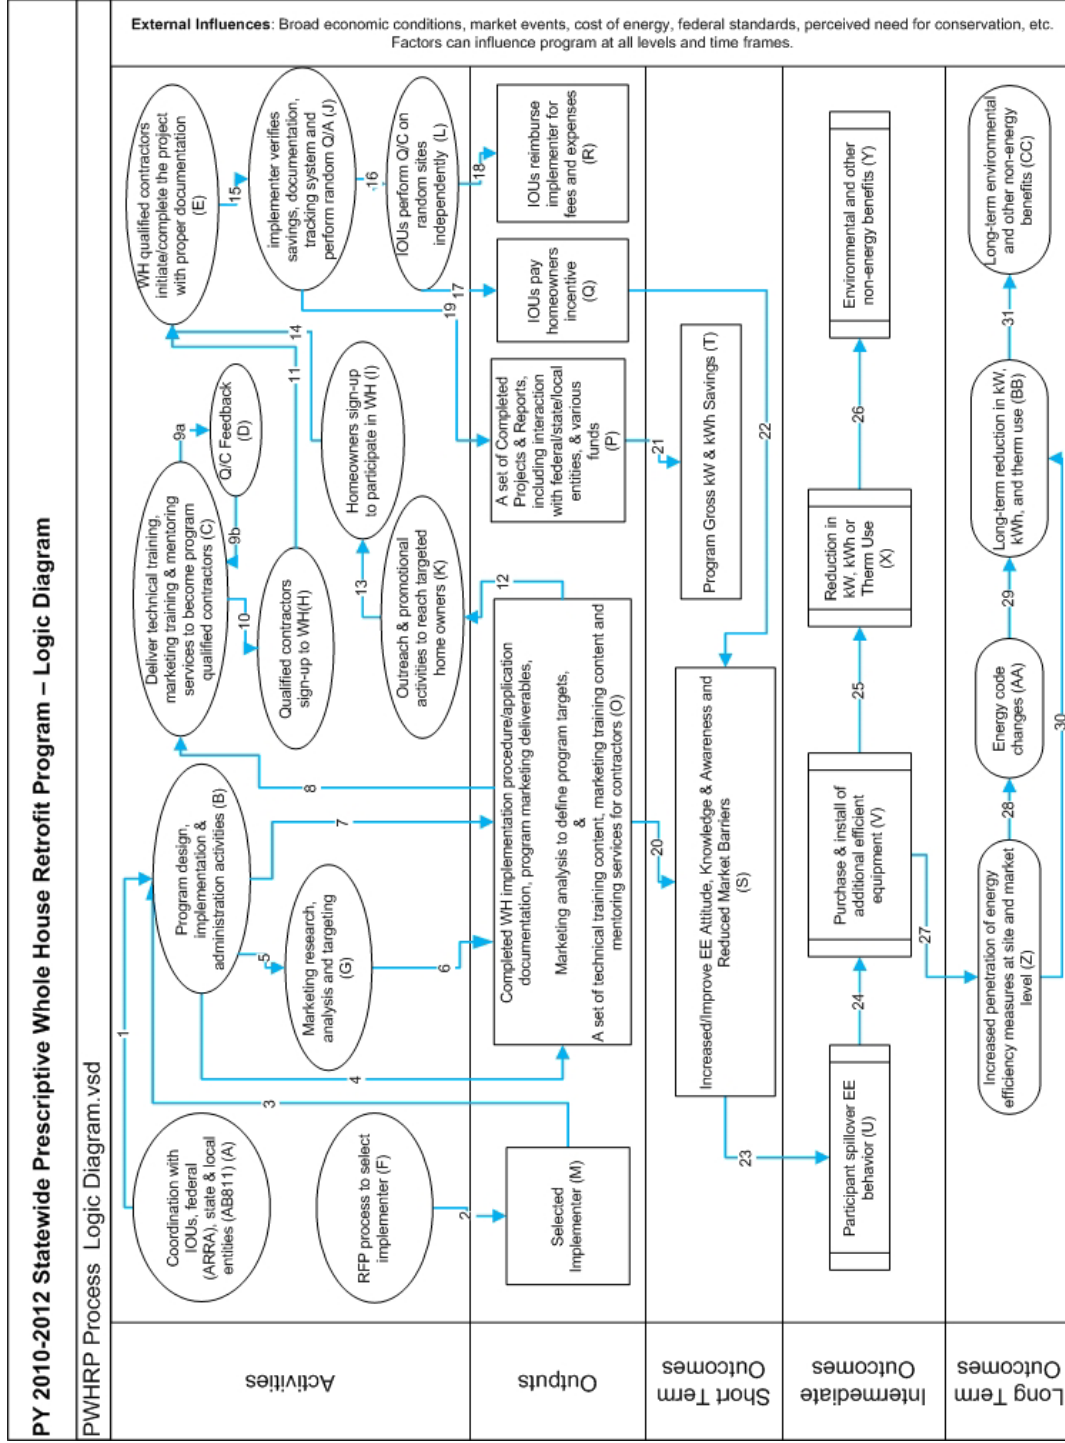 PY 2010-2012 Statewide Prescriptive Whole House Retrofit Program – Logic Diagram
PWHRP Process Logic Diagram.vsd
External Influences: Broad economic conditions, market events, cost of energy, federal standards, perceived need for conservation, etc.
Factors can influence program at all levels and time frames.
Activities
Coordination with
IOUs, federal
(ARRA), state & local
entities (AB811) (A)
RFP process to select
implementer (F)
Program design,
implementation &
administration activities (B)
Marketing research,
analysis and targeting
(G)
Deliver technical training,
marketing training & mentoring
services to become program
qualified contractors (C)
Q/C Feedback
(D)
Qualified contractors
sign-up to WH(H)
Outreach & promotional
activities to reach targeted
home owners (K)
Homeowners sign-up
to participate in WH (I)
WH qualified contractors
initiate/complete the project
with proper documentation
(E)
implementer verifies
savings, documentation,
tracking system and
perform random Q/A (J)
IOUs perform Q/C on
random sites
independently (L)
1
2
3
4
5
6
7
8
9a
9b
10
11
12
13
14
15
16
17
18
19
Outputs
Selected
Implementer (M)
Completed WH implementation procedure/application
documentation, program marketing deliverables,
Marketing analysis to define program targets,
&
A set of technical training content, marketing training content and
mentoring services for contractors (O)
A set of Completed
Projects & Reports,
including interaction
with federal/state/local
entities, & various
funds
(P)
IOUs pay
homeowners
incentive
(Q)
IOUs reimburse
implementer for
fees and expenses
(R)
20
21
22
Short Term
Outcomes
Increased/Improve EE Attitude, Knowledge & Awareness and
Reduced Market Barriers
(S)
Program Gross kW & kWh Savings (T)
23
Intermediate
Outcomes
Participant spillover EE
behavior (U)
24
Purchase & install of
additional efficient
equipment (V)
25
Reduction in
kW, kWh or
Therm Use
(X)
26
Environmental and other
non-energy benefits (Y)
27
Long Term
Outcomes
Increased penetration of energy
efficiency measures at site and market
level (Z)
28
Energy code
changes (AA)
29
Long-term reduction in kW,
kWh, and therm use (BB)
30
31
Long-term environmental
and other non-energy
benefits (CC)